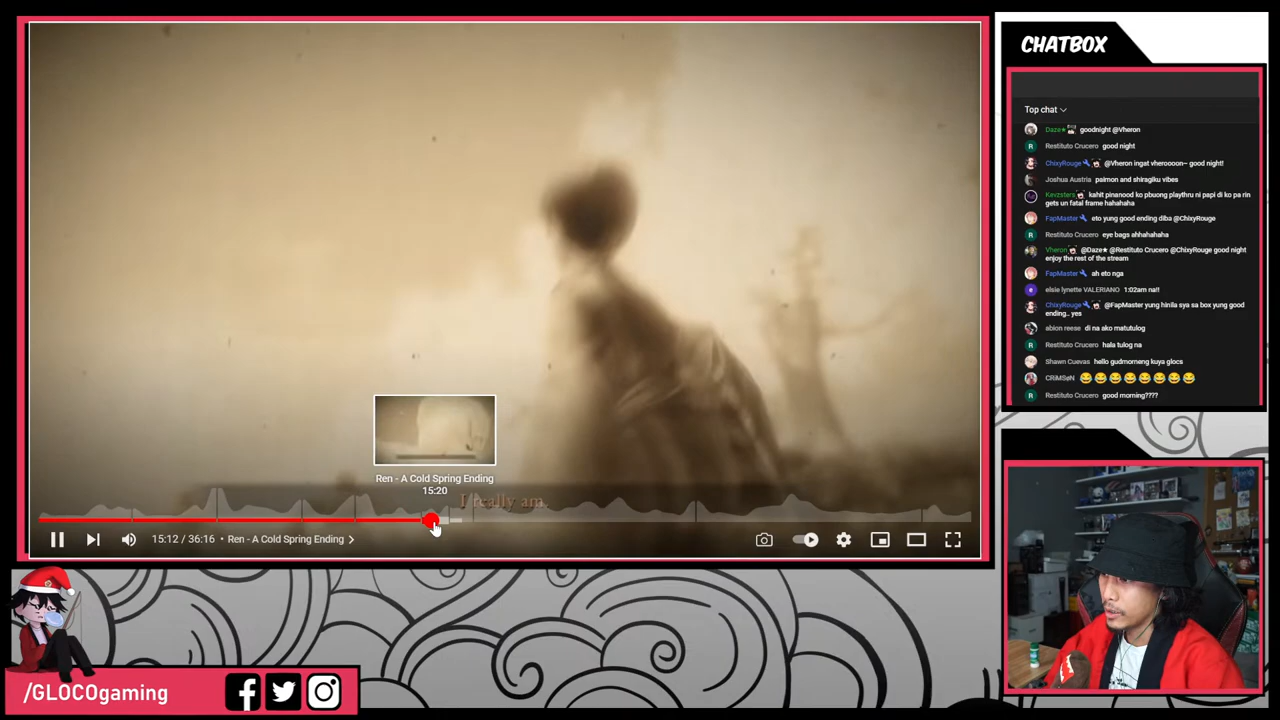 CHATBOX
Top chat
Daze★ goodnight @Vheron
R Restituto Crucero good night
ChixyRouge @Vheron ingat vheroooon~ good night!
Joshua Austria paimon and shiragiku vibes
Kevzsters kahit pinanood ko pbuong playthru ni papi di ko pa rin
gets un fatal frame hahahaha
FapMaster eto yung good ending diba @ChixyRouge
R Restituto Crucero eye bags ahhahahaha
Vheron @Daze★ @Restituto Crucero @ChixyRouge good night
enjoy the rest of the stream
FapMaster ah eto nga
e elsie lynette VALERIANO 1:02am na!!
ChixyRouge @FapMaster yung hinila sya sa box yung good
ending.. yes
abion reese di na ako matutulog
R Restituto Crucero hala tulog na
Shawn Cuevas hello gudmorneng kuya glocs
CRiMSøN 😂😂😂😂😂😂😂😂
R Restituto Crucero good morning????
Ren - A Cold Spring Ending
15:20
I really am.
15:12 / 36:16 • Ren - A Cold Spring Ending
/GLOCOgaming